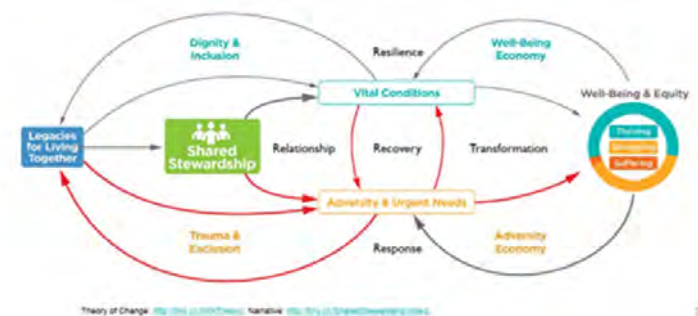 Dignity &
Inclusion
Resilience
Well-Being
Economy
Vital Conditions
Well-Being & Equity
Legacies
for Living
Together
Shared
Stewardship
Relationship
Recovery
Transformation
Thriving
Struggling
Suffering
Adversity & Urgent Needs
Trauma &
Exclusion
Response
Adversity
Economy
Theory of Change: Narrative: